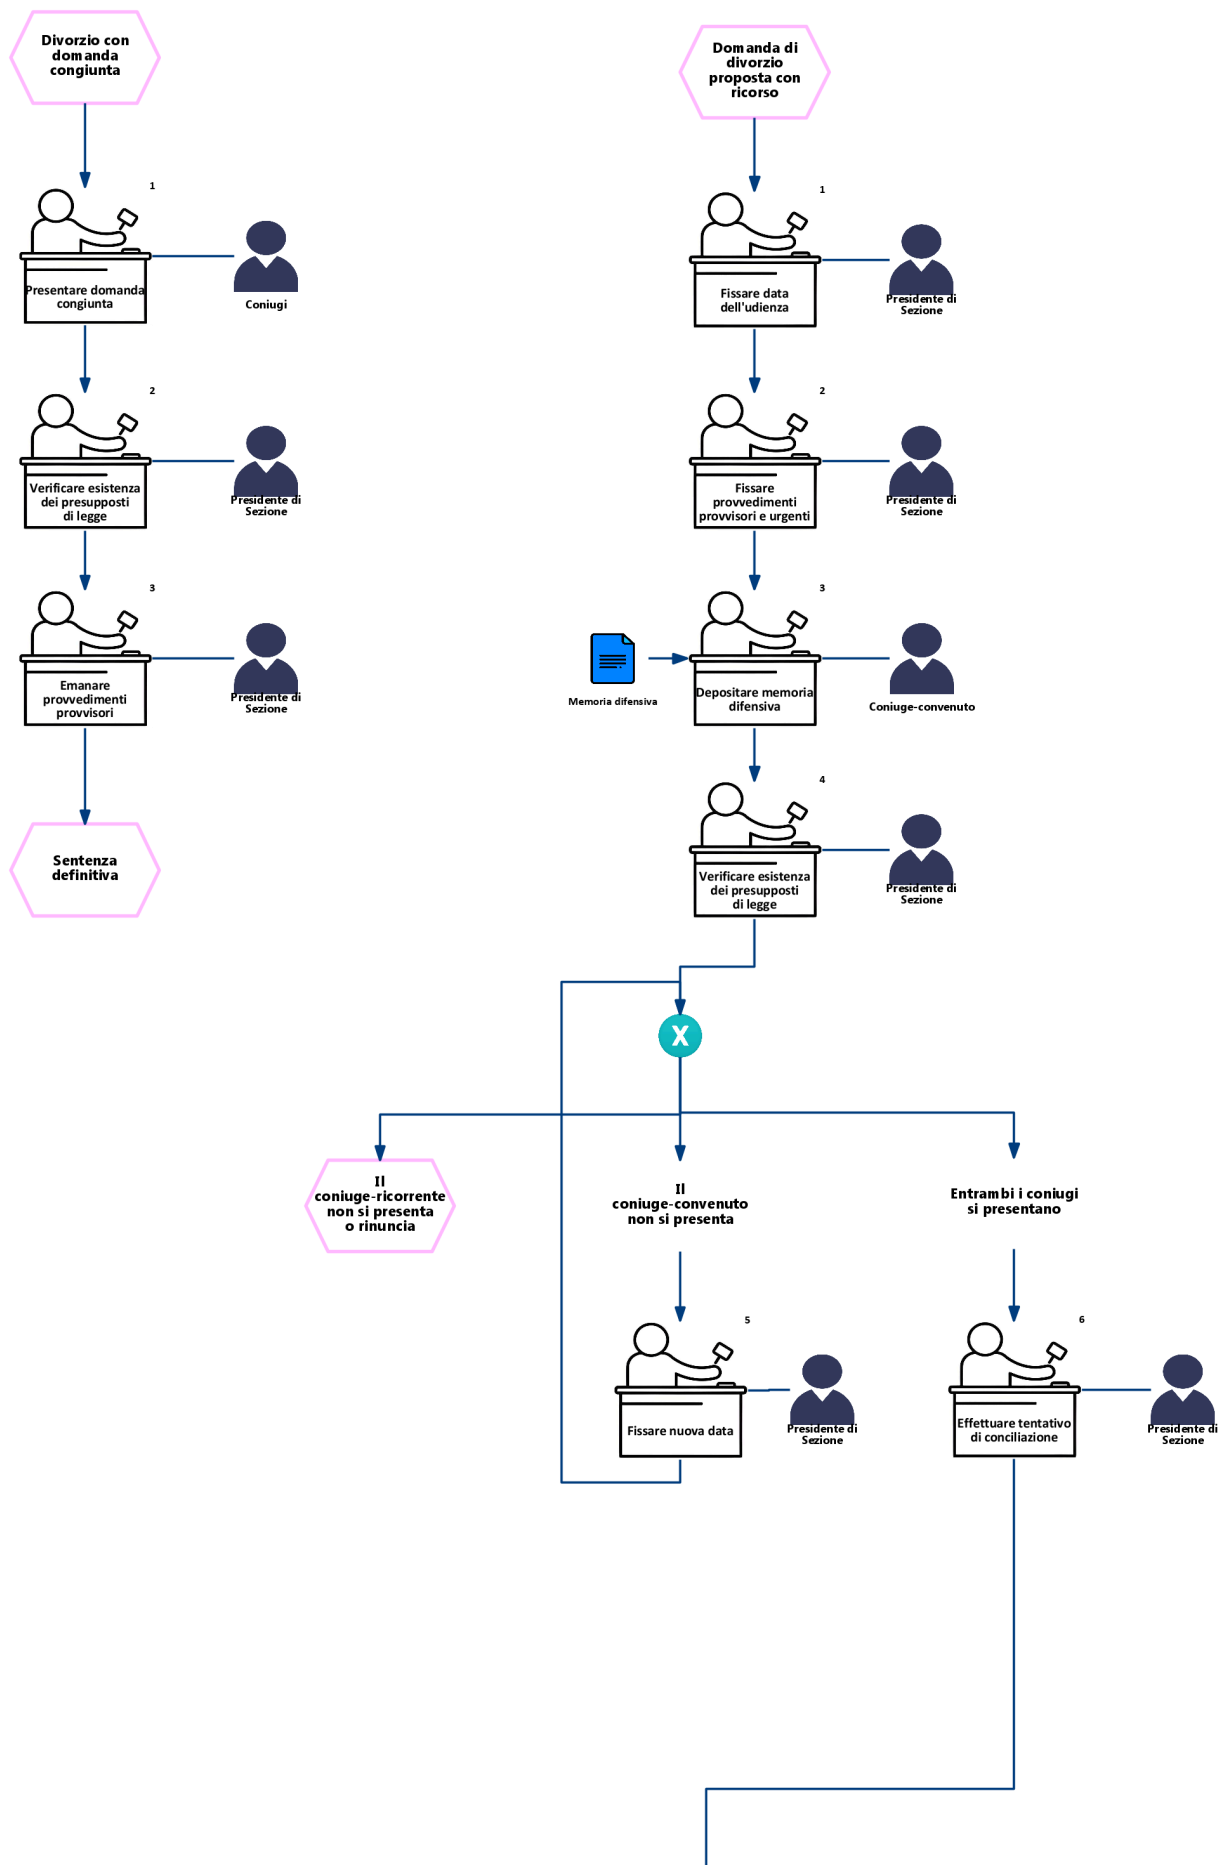 Divorzio con
domanda
congiunta
1
Presentare domanda
congiunta
Coniugi
2
Verificare esistenza
dei presupposti
di legge
Presidente di
Sezione
3
Emanare
provvedimenti
provvisori
Presidente di
Sezione
Sentenza
definitiva
Domanda di
divorzio
proposta con
ricorso
1
Fissare data
dell'udienza
Presidente di
Sezione
2
Fissare
provvedimenti
provvisori e urgenti
Presidente di
Sezione
3
Memoria difensiva
Depositare memoria
difensiva
Coniuge-convenuto
4
Verificare esistenza
dei presupposti
di legge
Presidente di
Sezione
X
Il
coniuge-ricorrente
non si presenta
o rinuncia
Il
coniuge-convenuto
non si presenta
Entrambi i coniugi
si presentano
5
Fissare nuova data
Presidente di
Sezione
6
Effettuare tentativo
di conciliazione
Presidente di
Sezione